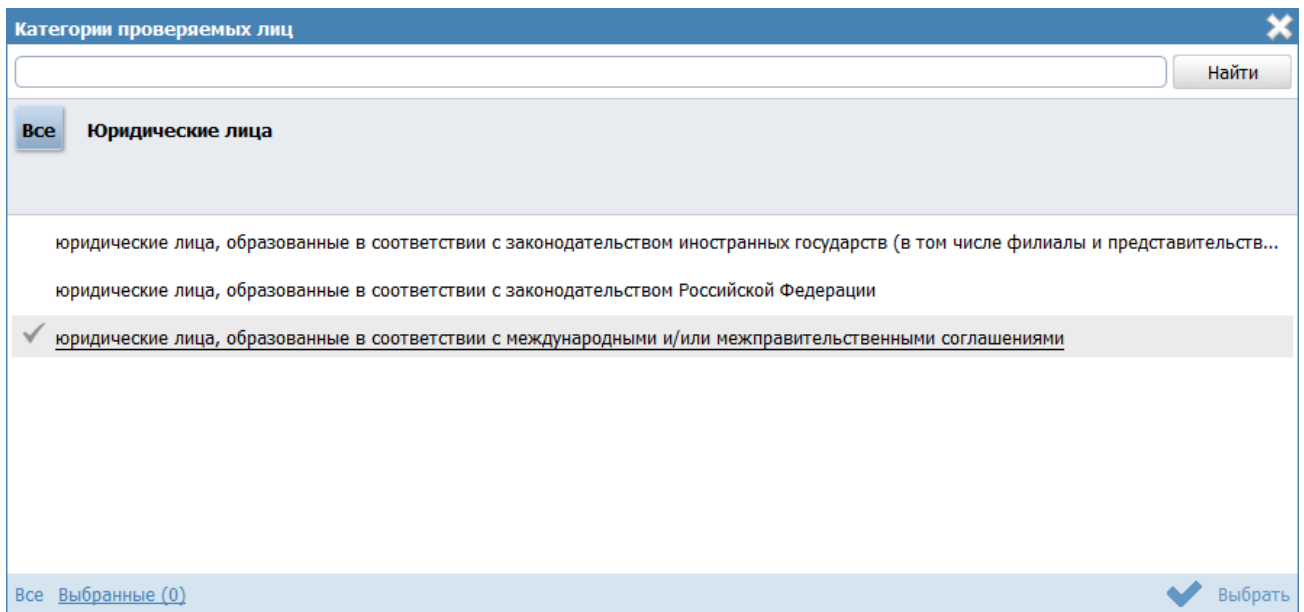 Категории проверяемых лиц
Найти
Все Юридические лица
юридические лица, образованные в соответствии с законодательством иностранных государств (в том числе филиалы и представительств...
юридические лица, образованные в соответствии с законодательством Российской Федерации
юридические лица, образованные в соответствии с международными и/или межправительственными соглашениями
Все Выбранные (0) Выбрать